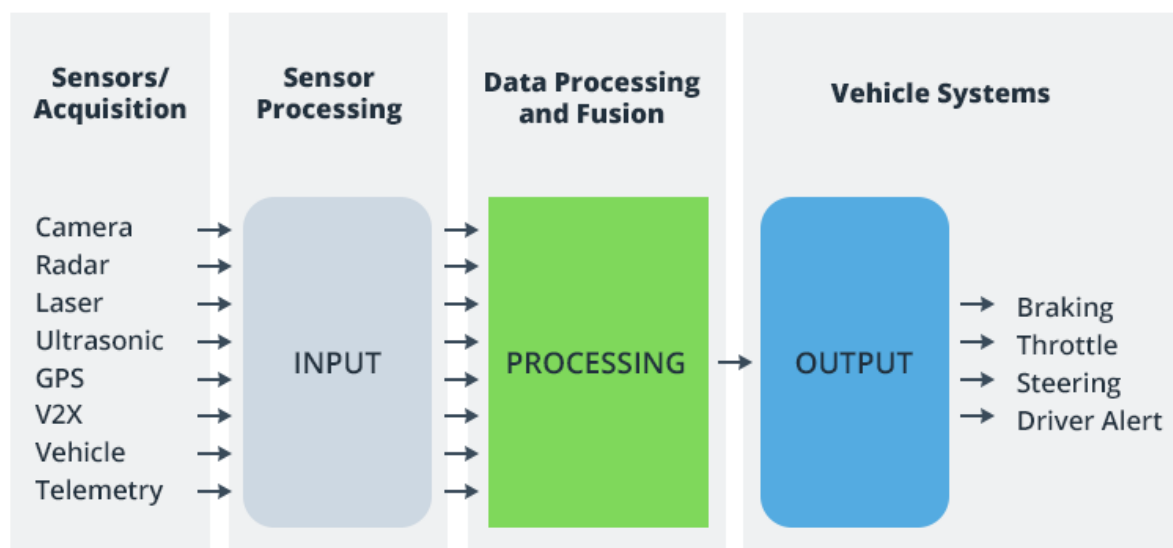 Sensors/
Acquisition
Sensor
Processing
Data Processing
and Fusion
Vehicle Systems
Camera
Radar
Laser
Ultrasonic
GPS
V2X
Vehicle
Telemetry
INPUT
PROCESSING
OUTPUT
Braking
Throttle
Steering
Driver Alert